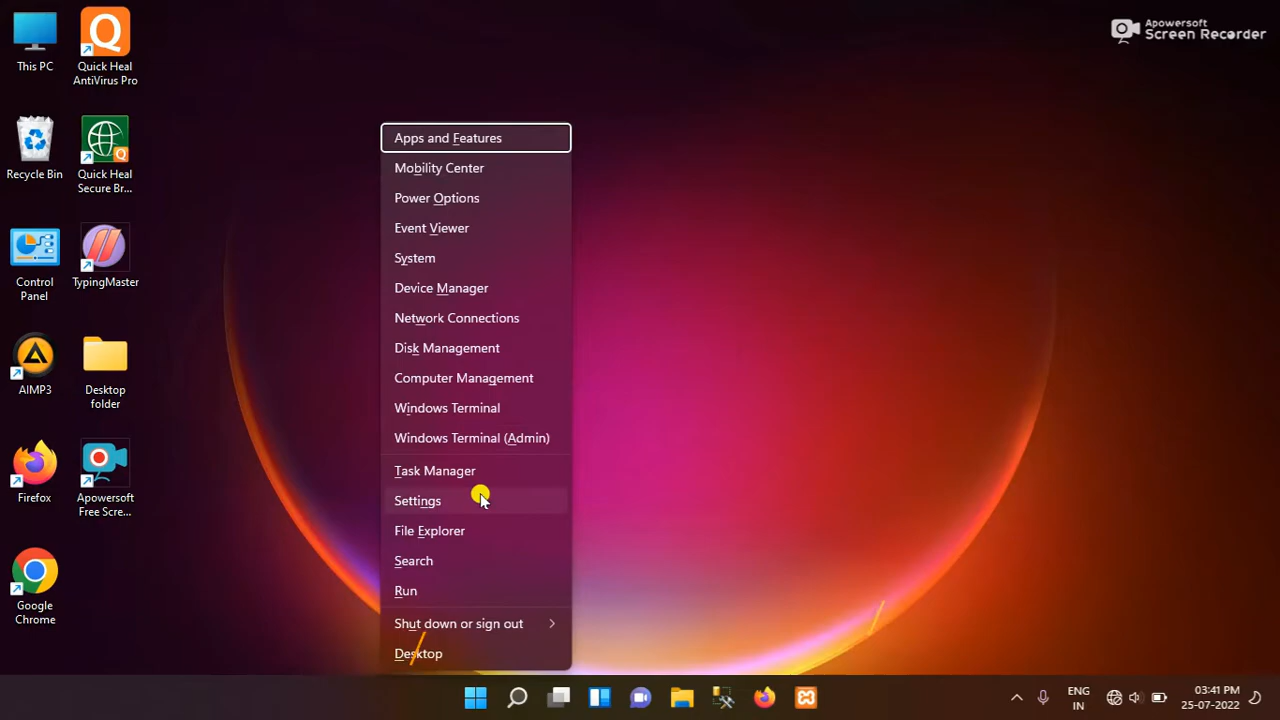 This PC
Quick Heal
AntiVirus Pro
Recycle Bin
Quick Heal
Secure Br...
Control
Panel
TypingMaster
AIMP3
Desktop
folder
Firefox
Apowersoft
Free Scre...
Google
Chrome
Apowersoft
Screen Recorder
Apps and Features
Mobility Center
Power Options
Event Viewer
System
Device Manager
Network Connections
Disk Management
Computer Management
Windows Terminal
Windows Terminal (Admin)
Task Manager
Settings
File Explorer
Search
Run
Shut down or sign out
Desktop
ENG
IN
03:41 PM
25-07-2022